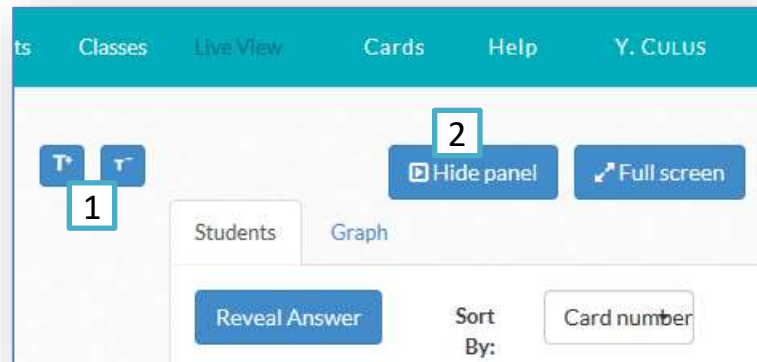 ts Classes Live View Cards Help Y. CULUS
2
T+ T- Hide panel Full screen
1
Students Graph
Reveal Answer Sort By: Card number